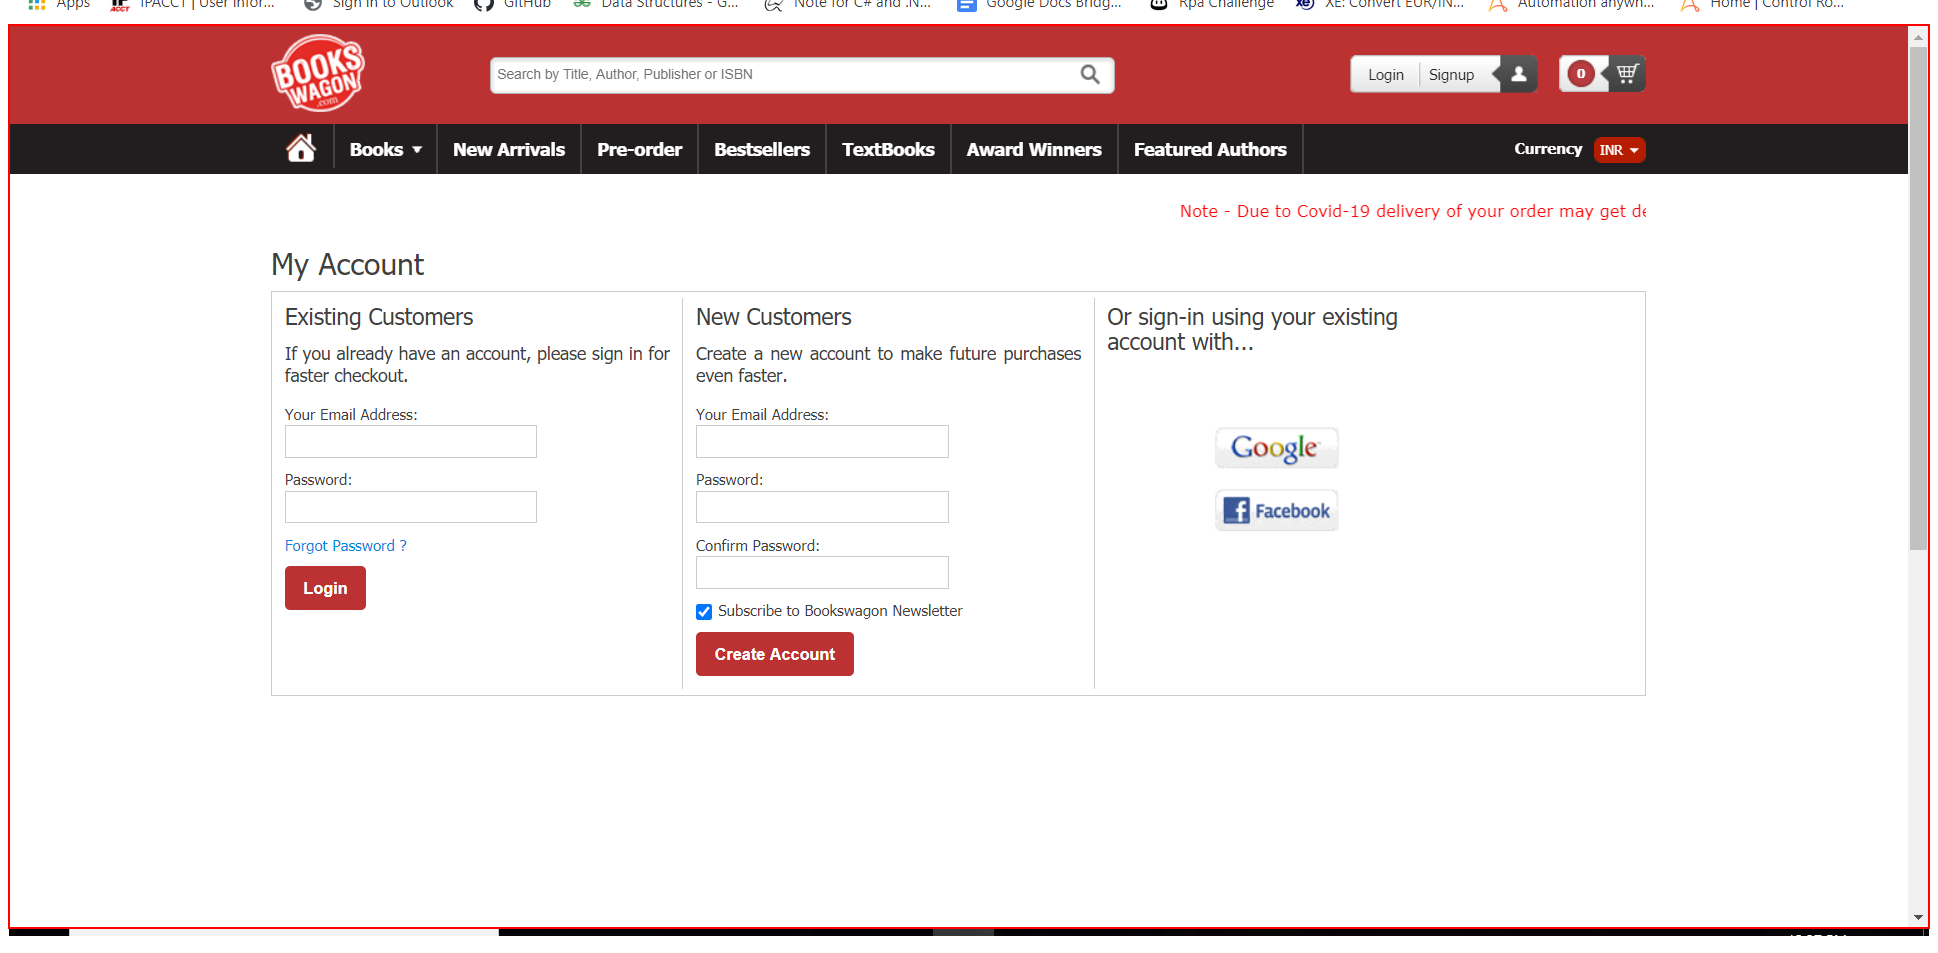 Apps
IPACCT | User Infor...
Sign in to Outlook
GitHub
Data Structures - G...
Note for C# and .N...
Google Docs Bridg...
Rpa Challenge
XE: Convert EUR/IN...
Automation anywh...
Home | Control Ro...
BOOKS
WAGON
.com
Search by Title, Author, Publisher or ISBN
Login
Signup
0
Books
New Arrivals
Pre-order
Bestsellers
TextBooks
Award Winners
Featured Authors
Currency
INR
Note - Due to Covid-19 delivery of your order may get de
My Account
Existing Customers
If you already have an account, please sign in for
faster checkout.
Your Email Address:
Password:
Forgot Password ?
Login
New Customers
Create a new account to make future purchases
even faster.
Your Email Address:
Password:
Confirm Password:
Subscribe to Bookswagon Newsletter
Create Account
Or sign-in using your existing
account with...
Google
Facebook